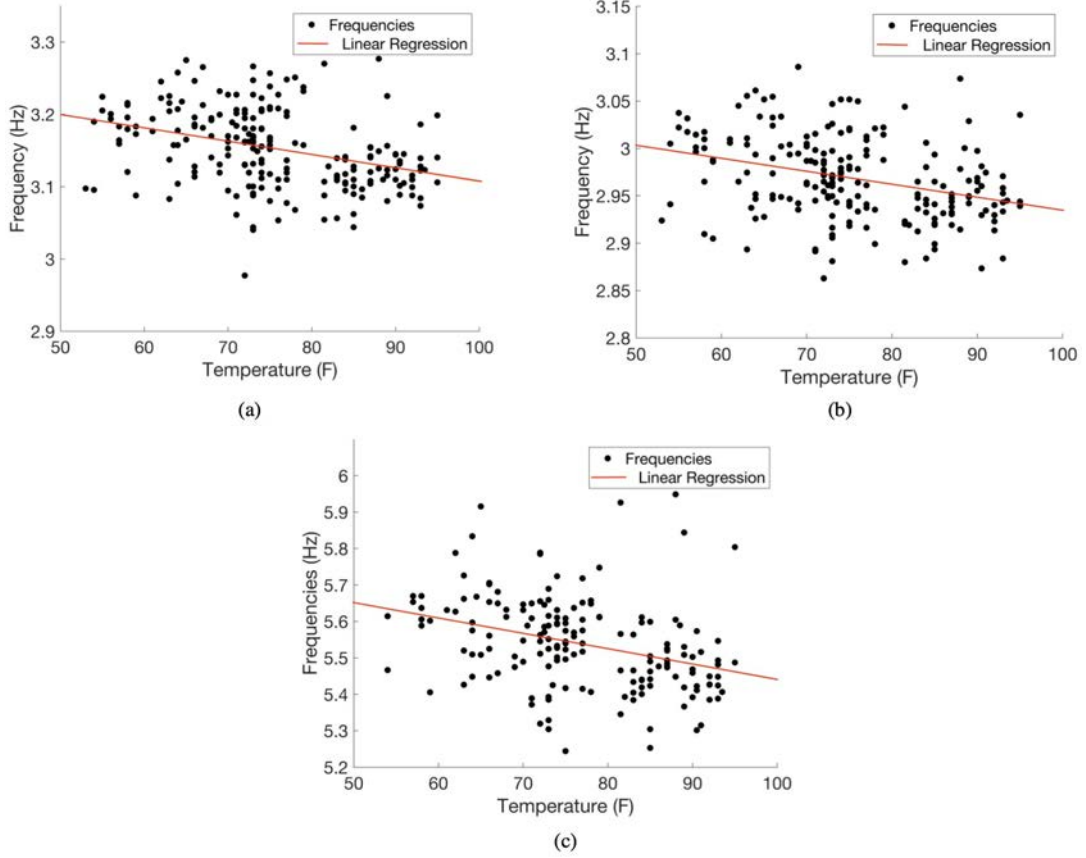 Frequencies
Linear Regression
3.3
3.2
3.1
3
2.9
Frequency (Hz)
50 60 70 80 90 100
Temperature (F)
(a)
Frequencies
Linear Regression
3.15
3.1
3.05
3
2.95
2.9
2.85
2.8
Frequency (Hz)
50 60 70 80 90 100
Temperature (F)
(b)
Frequencies
Linear Regression
6
5.9
5.8
5.7
5.6
5.5
5.4
5.3
5.2
Frequencies (Hz)
50 60 70 80 90 100
Temperature (F)
(c)